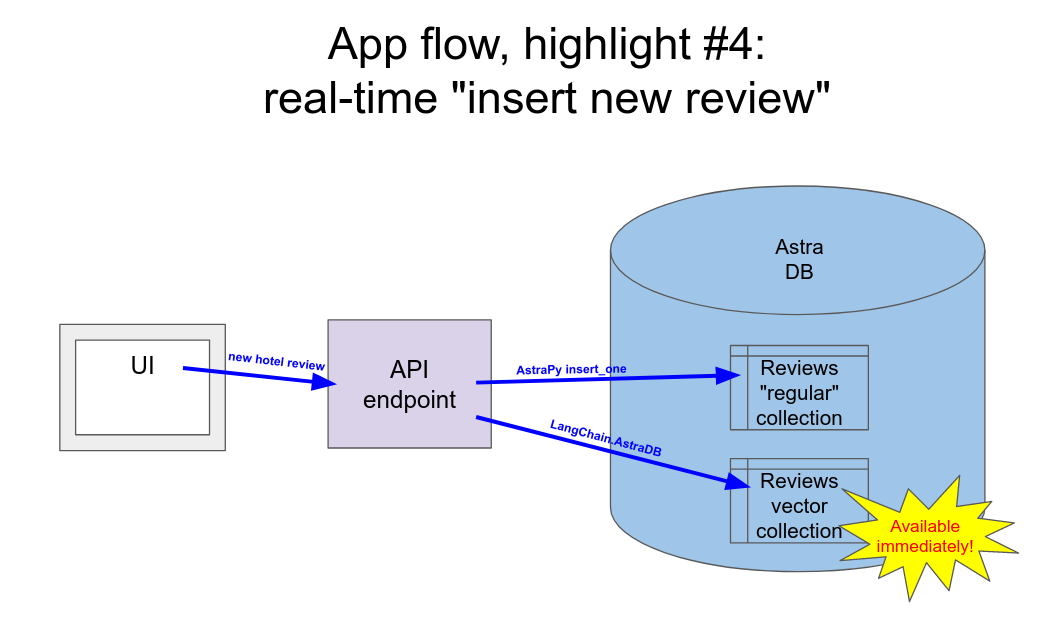 App flow, highlight #4:
real-time "insert new review"
Astra
DB
UI
new hotel review
API
endpoint
AstraPy insert_one
LangChain.AstraDB
Reviews
"regular"
collection
Reviews
vector
collection
Available
immediately!